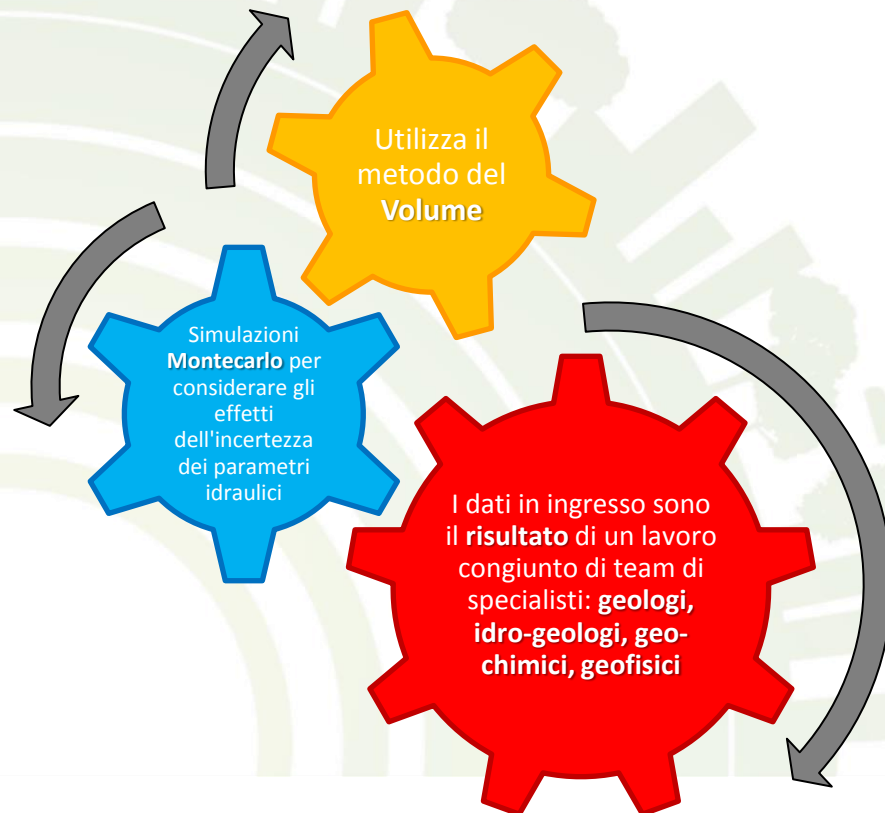 Utilizza il
metodo del
Volume
Simulazioni
Montecarlo per
considerare gli
effetti
dell'incertezza
dei parametri
idraulici
I dati in ingresso sono
il risultato di un lavoro
congiunto di team di
specialisti: geologi,
idro-geologi, geo-
chimici, geofisici